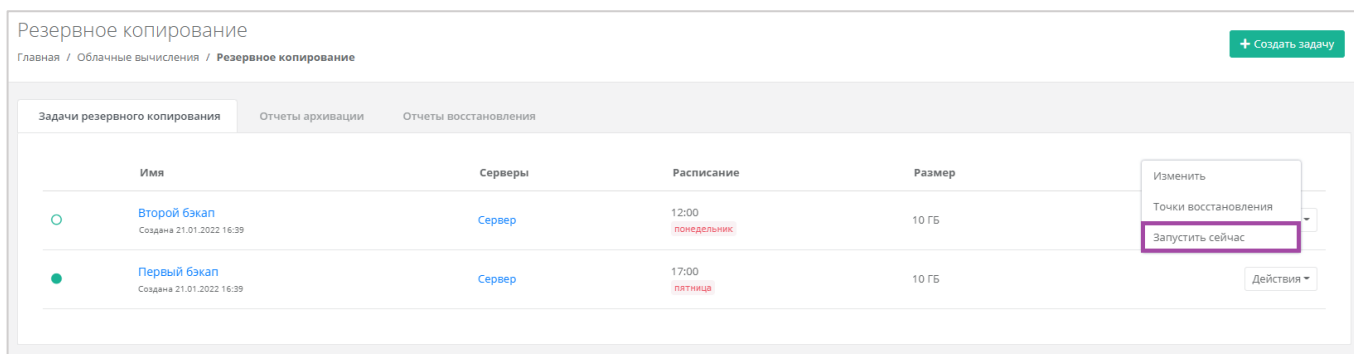 Резервное копирование
+ Создать задачу
Главная / Облачные вычисления / Резервное копирование
Задачи резервного копирования Отчеты архивации Отчеты восстановления
Имя Серверы Расписание Размер
Изменить
Точки восстановления
Запустить сейчас
Второй бэкап Сервер 12:00 10 ГБ
Создана 21.01.2022 16:39 понедельник
Первый бэкап Сервер 17:00 10 ГБ Действия
Создана 21.01.2022 16:39 пятница